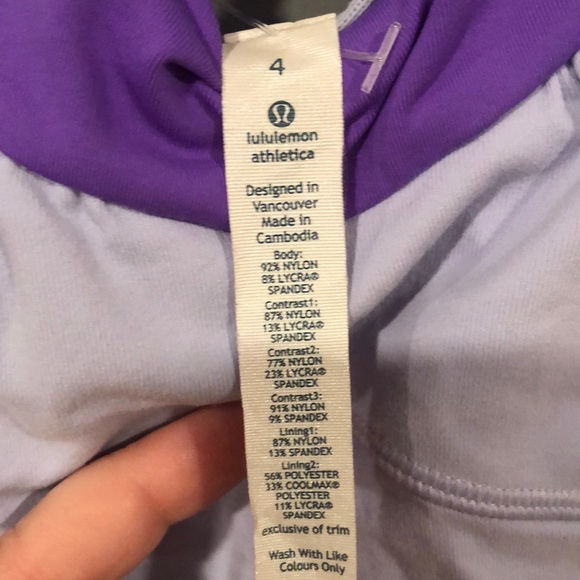 4
lululemon
athletica
Designed in
Vancouver
Made in
Cambodia
Body:
92% NYLON
8% LYCRA®
SPANDEX
Contrast1:
87% NYLON
13% LYCRA®
SPANDEX
Contrast2:
77% NYLON
23% LYCRA®
SPANDEX
Contrast3:
91% NYLON
9% SPANDEX
Lining1:
87% NYLON
13% SPANDEX
Lining2:
56% POLYESTER
33% COOLMAX®
POLYESTER
11% LYCRA®
SPANDEX
exclusive of trim
Wash With Like
Colours Only